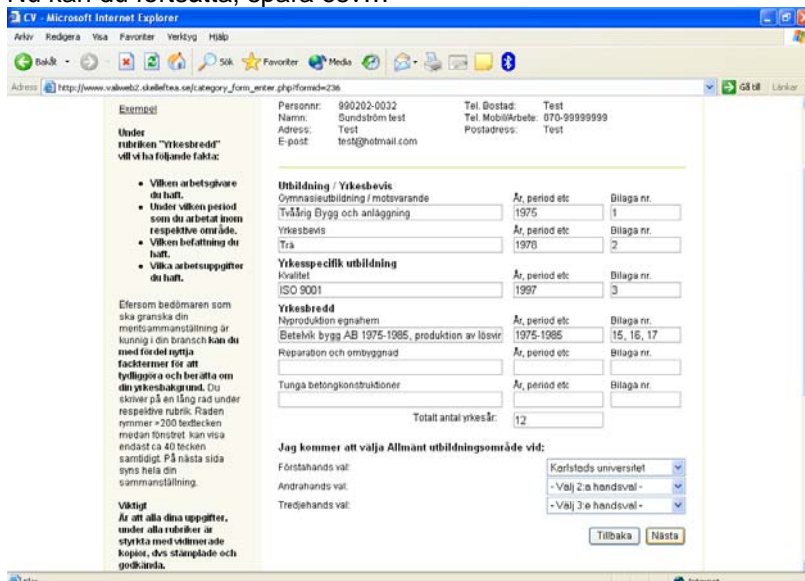 Nu kan du fortsätta, spara osv...
CV - Microsoft Internet Explorer
Arkiv Redigera Visa Favoriter Verktyg Hjälp
Bakåt Sök Favoriter Media
Adress http://www.valiweb2.skelleftea.se/category_form_enter.php?formid=236 Gå till Länkar
Exempel
Under
rubriken "Yrkesbredd"
vill vi ha följande fakta:
• Vilken arbetsgivare
du haft.
• Under vilken period
som du arbetat inom
respektive område.
• Vilken befattning du
haft.
• Vilka arbetsuppgifter
du haft.
Eftersom bedömaren som
ska granska din
meritsammanställning är
kunnig i din bransch kan du
med fördel nyttja
facktermer för att
tydliggöra och berätta om
din yrkesbakgrund. Du
skriver på en lång rad under
respektive rubrik. Raden
rymmer >200 textecken
medan fönstret kan visa
endast ca 40 tecken
samtidigt. På nästa sida
syns hela din
sammanställning.
Viktigt
Är att alla dina uppgifter,
under alla rubriker är
styrkta med vidimerade
kopior, dvs stämplade och
godkända.
Personnr: 990202-0032 Tel. Bostad: Test
Namn: Sundström test Tel. Mobil/Arbete: 070-99999999
Adress: Test Postadress: Test
E-post: test@hotmail.com
Utbildning / Yrkesbevis
Gymnasieutbildning / motsvarande År, period etc Bilaga nr.
Tvåårig Bygg och anläggning 1975 1
Yrkesbevis År, period etc Bilaga nr.
Trä 1978 2
Yrkesspecifik utbildning
Kvalitet År, period etc Bilaga nr.
ISO 9001 1997 3
Yrkesbredd
Nyproduktion egnahem År, period etc Bilaga nr.
Betelvik bygg AB 1975-1985, produktion av lösvir 1975-1985 15, 16, 17
Reparation och ombyggnad År, period etc Bilaga nr.
Tunga betongkonstruktioner År, period etc Bilaga nr.
Totalt antal yrkesår: 12
Jag kommer att välja Allmänt utbildningsområde vid:
Förstahands val: Karlstads universitet
Andrahands val: - Välj 2:a handsval -
Tredjehands val: - Välj 3:e handsval -
Tillbaka Nästa